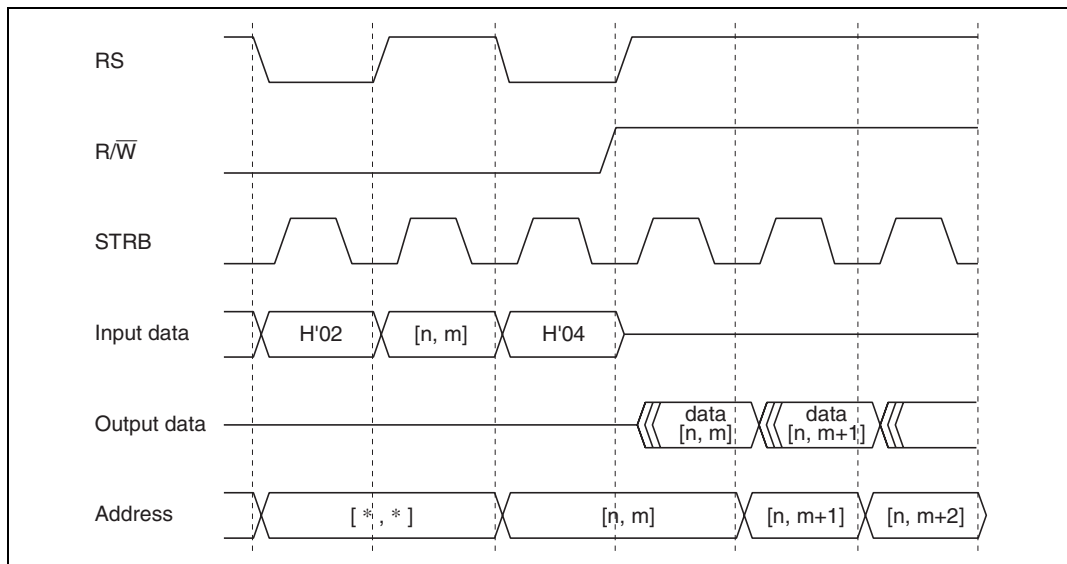 RS
R/W̅
STRB
Input data
H'02
[n, m]
H'04
Output data
data
[n, m]
data
[n, m+1]
Address
[ * , * ]
[n, m]
[n, m+1]
[n, m+2]